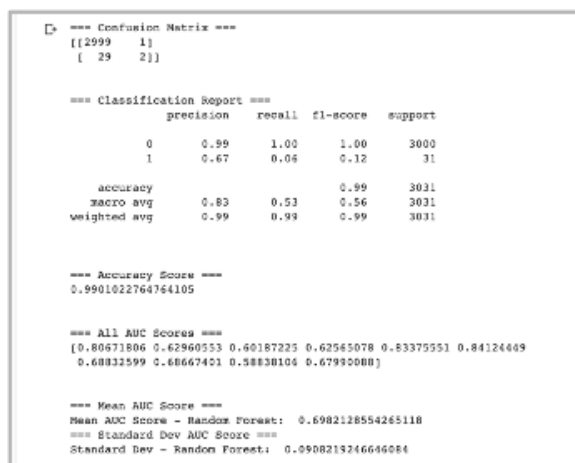 === Confusion Matrix ===
[[2999 1]
[ 29 2]]
=== Classification Report ===
precision recall f1-score support
0 0.99 1.00 1.00 3000
1 0.67 0.06 0.12 31
accuracy 0.99 3031
macro avg 0.83 0.53 0.56 3031
weighted avg 0.99 0.99 0.99 3031
=== Accuracy Score ===
0.9901022764764105
=== All AUC Scores ===
[0.80671806 0.62960553 0.60187225 0.62565078 0.83375551 0.84124449
0.68832599 0.68667401 0.58838106 0.67990088]
=== Mean AUC Score ===
Mean AUC Score - Random Forest: 0.6982128554265118
=== Standard Dev AUC Score ===
Standard Dev - Random Forest: 0.0908219246646084